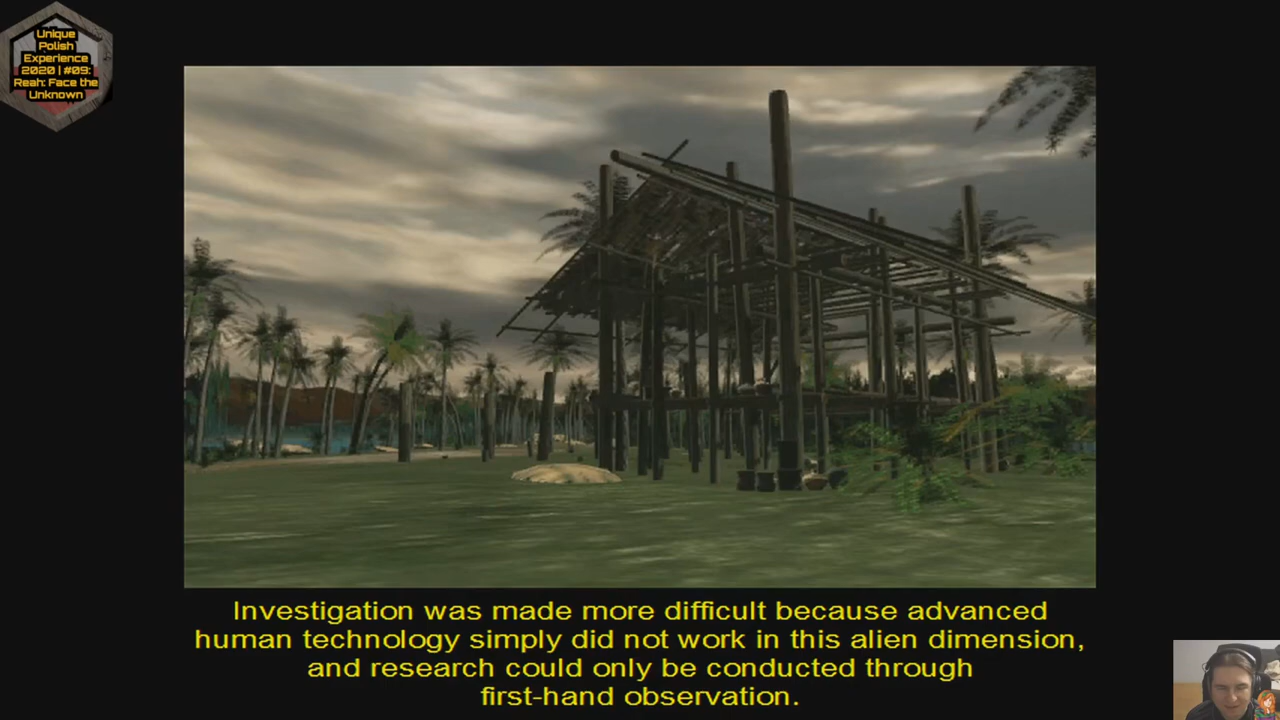 Unique
Polish
Experience
2020 | #09:
Reah: Face the
Unknown
Investigation was made more difficult because advanced
human technology simply did not work in this alien dimension,
and research could only be conducted through
first-hand observation.